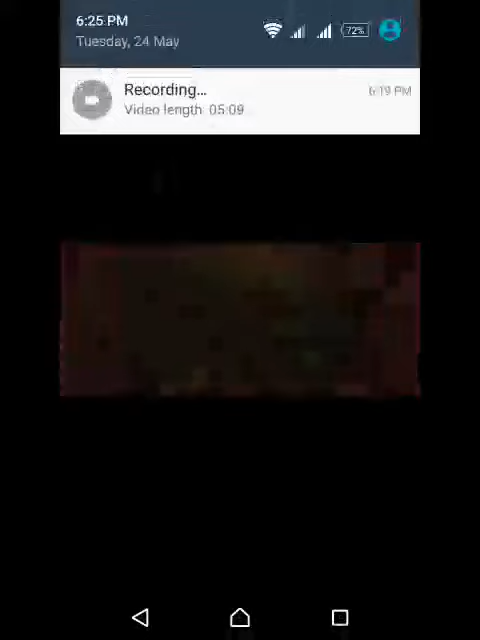 6:25 PM
72%
Tuesday, 24 May
Recording...
6:19 PM
Video length: 05:09